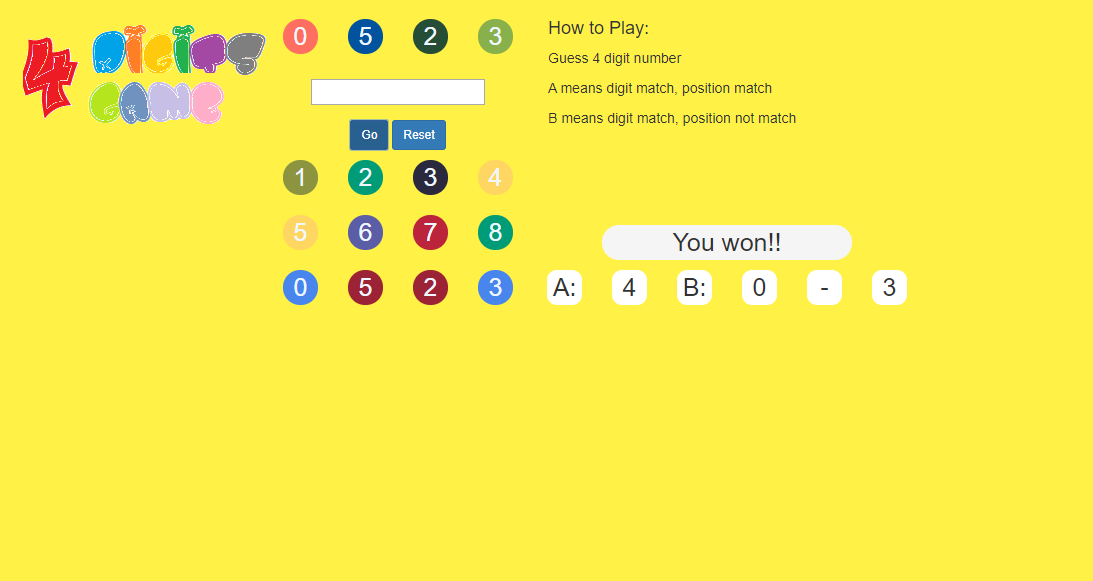 4 DIGITS
GAME
0 5 2 3
How to Play:
Guess 4 digit number
A means digit match, position match
B means digit match, position not match
Go Reset
1 2 3 4
5 6 7 8
You won!!
0 5 2 3 A: 4 B: 0 - 3